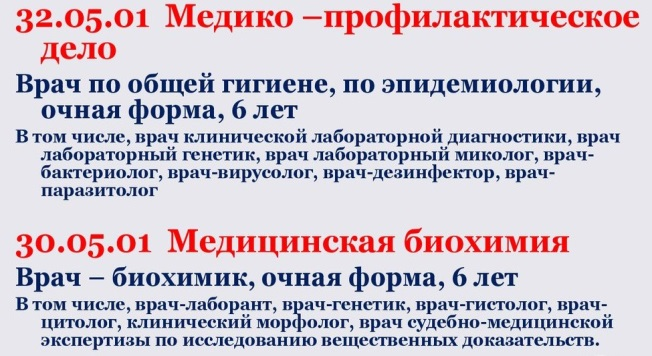 32.05.01 Медико –профилактическое
дело
Врач по общей гигиене, по эпидемиологии,
очная форма, 6 лет
В том числе, врач клинической лабораторной диагностики, врач
лабораторный генетик, врач лабораторный миколог, врач-
бактериолог, врач-вирусолог, врач-дезинфектор, врач-
паразитолог
30.05.01 Медицинская биохимия
Врач – биохимик, очная форма, 6 лет
В том числе, врач-лаборант, врач-генетик, врач-гистолог, врач-
цитолог, клинический морфолог, врач судебно-медицинской
экспертизы по исследованию вещественных доказательств.